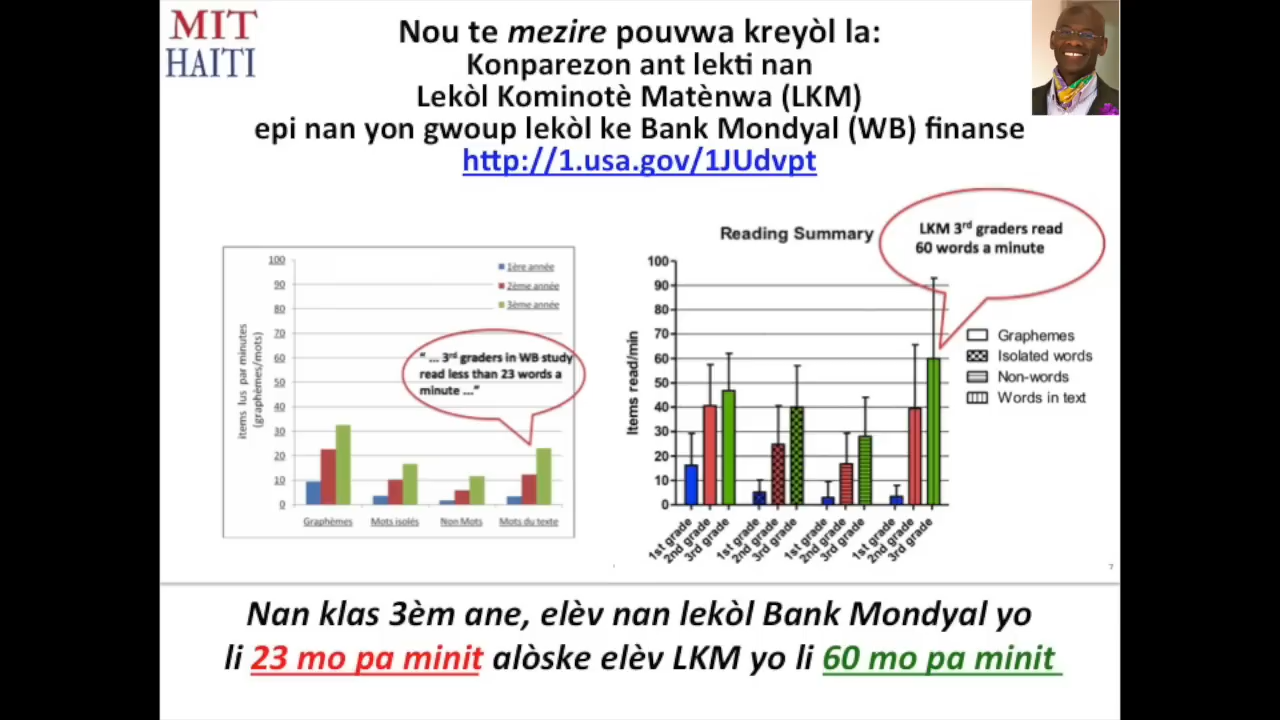 MIT
HAITI
Nou te mezire pouvwa kreyòl la:
Konparezon ant lekti nan
Lekòl Kominotè Matènwa (LKM)
epi nan yon gwoup lekòl ke Bank Mondyal (WB) finanse
http://1.usa.gov/1JUdvpt
items lus par minutes
(graphèmes/mots)
100
90
80
70
60
50
40
30
20
10
0
1ère année
2ème année
3ème année
" ... 3rd graders in WB study
read less than 23 words a
minute ..."
Graphèmes
Mots isolés
Non Mots
Mots du texte
Reading Summary
LKM 3rd graders read
60 words a minute
Items read/min
100
90
80
70
60
50
40
30
20
10
0
Graphemes
Isolated words
Non-words
Words in text
1st grade
2nd grade
3rd grade
1st grade
2nd grade
3rd grade
1st grade
2nd grade
3rd grade
1st grade
2nd grade
3rd grade
7
Nan klas 3èm ane, elèv nan lekòl Bank Mondyal yo
li 23 mo pa minit alòske elèv LKM yo li 60 mo pa minit